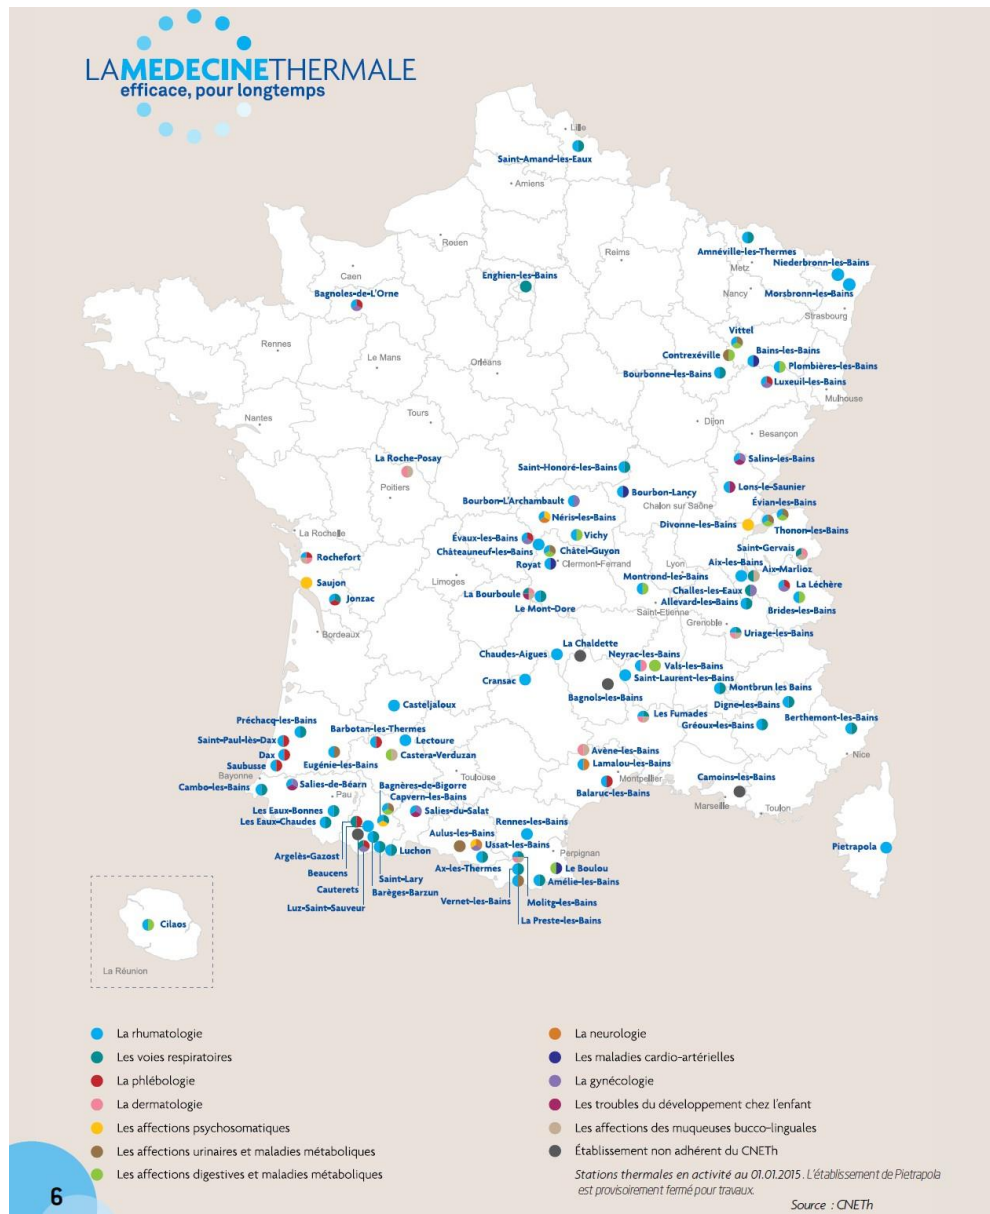 LAMEDECINETHERMALE
efficace, pour longtemps
Lille
Saint-Amand-les-Eaux
Amiens
Rouen
Amnéville-les-Thermes
Reims
Metz
Niederbronn-les-Bains
Caen
Enghien-les-Bains
Bagnoles-de-L'Orne
Nancy
Morsbronn-les-Bains
Strasbourg
Vittel
Rennes
Contrexéville
Bains-les-Bains
Le Mans
Orléans
Plombières-les-Bains
Bourbonne-les-Bains
Luxeuil-les-Bains
Mulhouse
Nantes
Tours
Dijon
Besançon
La Roche-Posay
Salins-les-Bains
Saint-Honoré-les-Bains
Poitiers
Lons-le-Saunier
Bourbon-Lancy
Bourbon-L'Archambault
Chalon sur Saône
Évian-les-Bains
Néris-les-Bains
Divonne-les-Bains
Thonon-les-Bains
La Rochelle
Évaux-les-Bains
Vichy
Saint-Gervais
Rochefort
Châteauneuf-les-Bains
Châtel-Guyon
Royat
Clermont-Ferrand
Lyon
Aix-les-Bains
Aix-Marlioz
Saujon
Limoges
Montrond-les-Bains
La Léchère
Jonzac
La Bourboule
Challes-les-Eaux
Allevard-les-Bains
Le Mont-Dore
Saint-Etienne
Brides-les-Bains
Grenoble
Bordeaux
Uriage-les-Bains
La Chaldette
Chaudes-Aigues
Neyrac-les-Bains
Vals-les-Bains
Cransac
Saint-Laurent-les-Bains
Bagnols-les-Bains
Montbrun les Bains
Casteljaloux
Digne-les-Bains
Les Fumades
Préchacq-les-Bains
Berthemont-les-Bains
Barbotan-les-Thermes
Gréoux-les-Bains
Saint-Paul-lès-Dax
Lectoure
Dax
Avène-les-Bains
Castera-Verduzan
Nice
Saubusse
Eugénie-les-Bains
Lamalou-les-Bains
Bayonne
Toulouse
Montpellier
Camoins-les-Bains
Cambo-les-Bains
Salies-de-Béarn
Bagnères-de-Bigorre
Balaruc-les-Bains
Pau
Capvern-les-Bains
Marseille
Toulon
Les Eaux-Bonnes
Salies-du-Salat
Les Eaux-Chaudes
Rennes-les-Bains
Aulus-les-Bains
Ussat-les-Bains
Pietrapola
Argelès-Gazost
Luchon
Perpignan
Ax-les-Thermes
Le Boulou
Beaucens
Saint-Lary
Amélie-les-Bains
Cauterets
Barèges-Barzun
Vernet-les-Bains
Molitg-les-Bains
Luz-Saint-Sauveur
La Preste-les-Bains
Cilaos
La Réunion
La rhumatologie
Les voies respiratoires
La phlébologie
La dermatologie
Les affections psychosomatiques
Les affections urinaires et maladies métaboliques
Les affections digestives et maladies métaboliques
La neurologie
Les maladies cardio-artérielles
La gynécologie
Les troubles du développement chez l'enfant
Les affections des muqueuses bucco-linguales
Établissement non adhérent du CNETh
Stations thermales en activité au 01.01.2015. L'établissement de Pietrapola
est provisoirement fermé pour travaux.
Source : CNETh
6